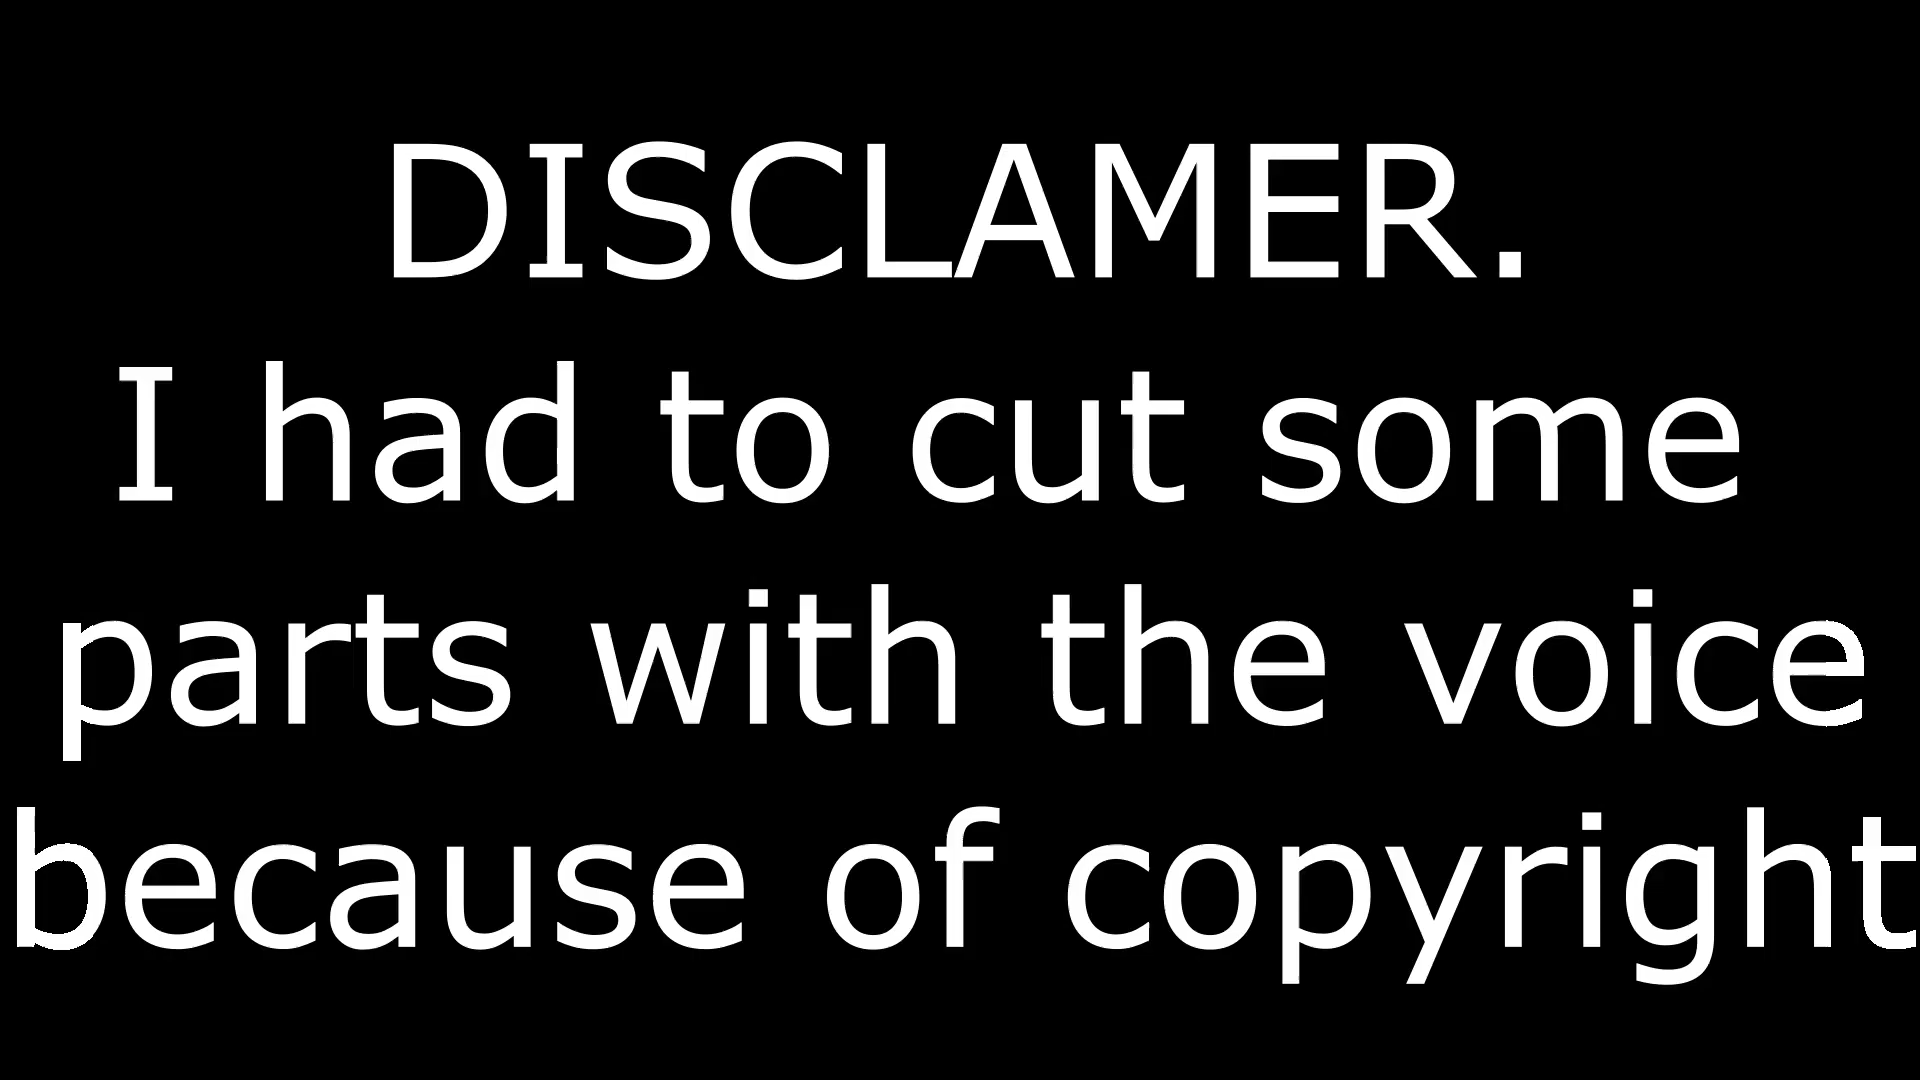 DISCLAMER.
I had to cut some
parts with the voice
because of copyright